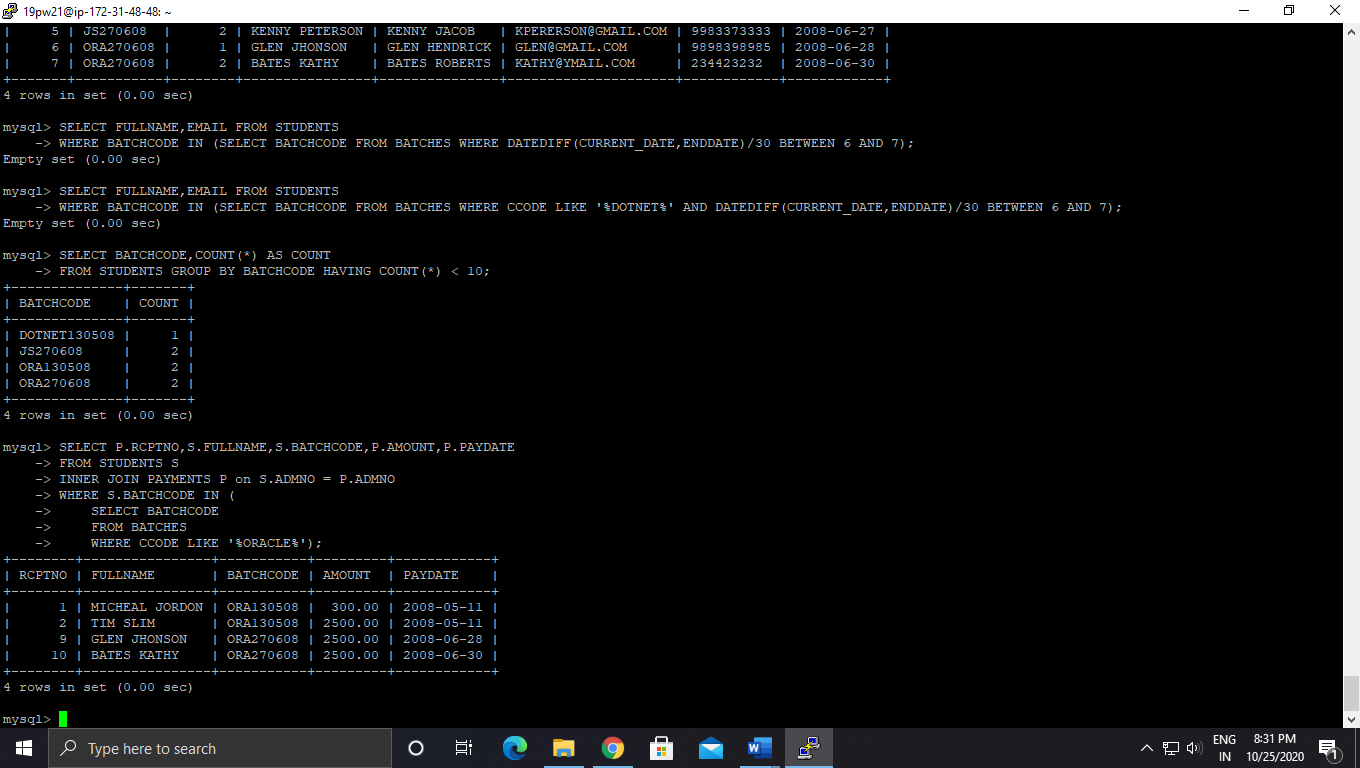 19pw21@ip-172-31-48-48: ~
| 5 | JS270608 | 2 | KENNY PETERSON | KENNY JACOB | KPERERSON@GMAIL.COM | 9983373333 | 2008-06-27 |
| 6 | ORA270608 | 1 | GLEN JHONSON | GLEN HENDRICK | GLEN@GMAIL.COM | 9898398985 | 2008-06-28 |
| 7 | ORA270608 | 2 | BATES KATHY | BATES ROBERTS | KATHY@YMAIL.COM | 234423232 | 2008-06-30 |
+-------+-----------+--------+----------------+---------------+---------------------+------------+------------+
4 rows in set (0.00 sec)
mysql> SELECT FULLNAME,EMAIL FROM STUDENTS
-> WHERE BATCHCODE IN (SELECT BATCHCODE FROM BATCHES WHERE DATEDIFF(CURRENT_DATE,ENDDATE)/30 BETWEEN 6 AND 7);
Empty set (0.00 sec)
mysql> SELECT FULLNAME,EMAIL FROM STUDENTS
-> WHERE BATCHCODE IN (SELECT BATCHCODE FROM BATCHES WHERE CCODE LIKE '%DOTNET%' AND DATEDIFF(CURRENT_DATE,ENDDATE)/30 BETWEEN 6 AND 7);
Empty set (0.00 sec)
mysql> SELECT BATCHCODE,COUNT(*) AS COUNT
-> FROM STUDENTS GROUP BY BATCHCODE HAVING COUNT(*) < 10;
+--------------+-------+
| BATCHCODE | COUNT |
+--------------+-------+
| DOTNET130508 | 1 |
| JS270608 | 2 |
| ORA130508 | 2 |
| ORA270608 | 2 |
+--------------+-------+
4 rows in set (0.00 sec)
mysql> SELECT P.RCPTNO,S.FULLNAME,S.BATCHCODE,P.AMOUNT,P.PAYDATE
-> FROM STUDENTS S
-> INNER JOIN PAYMENTS P on S.ADMNO = P.ADMNO
-> WHERE S.BATCHCODE IN (
-> SELECT BATCHCODE
-> FROM BATCHES
-> WHERE CCODE LIKE '%ORACLE%');
+--------+----------------+-----------+---------+------------+
| RCPTNO | FULLNAME | BATCHCODE | AMOUNT | PAYDATE |
+--------+----------------+-----------+---------+------------+
| 1 | MICHEAL JORDON | ORA130508 | 300.00 | 2008-05-11 |
| 2 | TIM SLIM | ORA130508 | 2500.00 | 2008-05-11 |
| 9 | GLEN JHONSON | ORA270608 | 2500.00 | 2008-06-28 |
| 10 | BATES KATHY | ORA270608 | 2500.00 | 2008-06-30 |
+--------+----------------+-----------+---------+------------+
4 rows in set (0.00 sec)
mysql>
Type here to search
ENG
IN
8:31 PM
10/25/2020
1